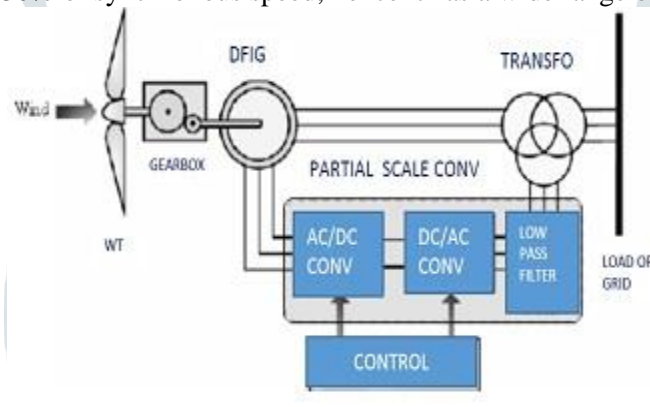 DFIG
TRANSFO
Wind
GEARBOX
PARTIAL SCALE CONV
WT
AC/DC
CONV
DC/AC
CONV
LOW
PASS
FILTER
LOAD OR
GRID
CONTROL